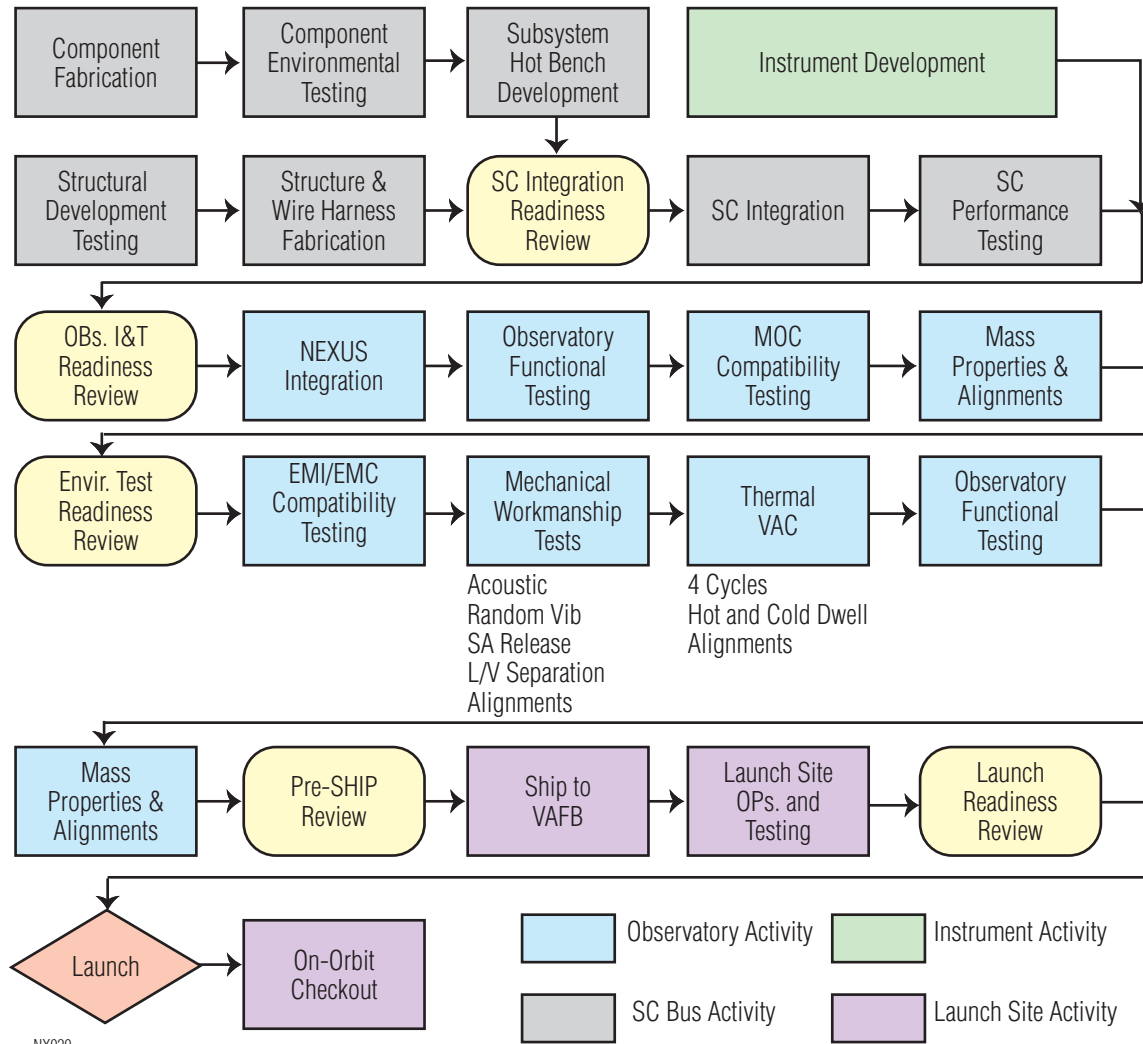 Component
Fabrication
Component
Environmental
Testing
Subsystem
Hot Bench
Development
Instrument Development
Structural
Development
Testing
Structure &
Wire Harness
Fabrication
SC Integration
Readiness
Review
SC Integration
SC
Performance
Testing
OBs. I&T
Readiness
Review
NEXUS
Integration
Observatory
Functional
Testing
MOC
Compatibility
Testing
Mass
Properties &
Alignments
Envir. Test
Readiness
Review
EMI/EMC
Compatibility
Testing
Mechanical
Workmanship
Tests
Thermal
VAC
Observatory
Functional
Testing
Acoustic
Random Vib
SA Release
L/V Separation
Alignments
4 Cycles
Hot and Cold Dwell
Alignments
Mass
Properties &
Alignments
Pre-SHIP
Review
Ship to
VAFB
Launch Site
OPs. and
Testing
Launch
Readiness
Review
Launch
On-Orbit
Checkout
Observatory Activity
Instrument Activity
SC Bus Activity
Launch Site Activity